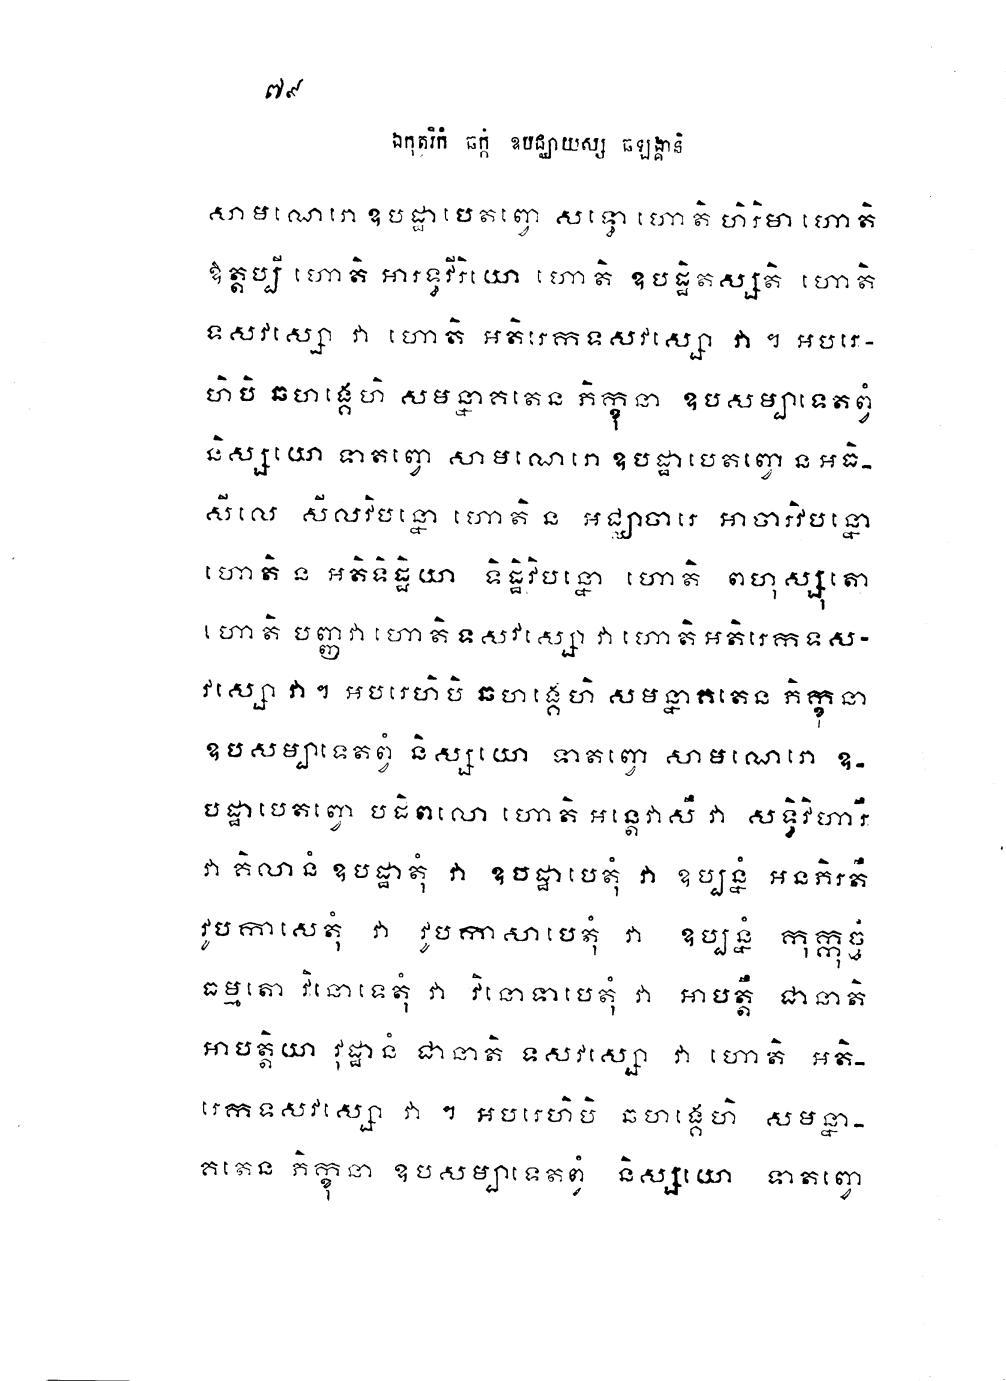 ៧៩
ឯកុត្តរិកំ ឆក្កំ ឧបជ្ឈាយស្ស ឆឡង្គានិ
សាមណេរោ ឧបដ្ឋាបេតព្វោ សទ្ធោ ហោតិ ហិរិមា ហោតិ
ឱត្តប្បី ហោតិ អារទ្ធវីរិយោ ហោតិ ឧបដ្ឋិតស្សតិ ហោតិ
ទសវស្សោ វា ហោតិ អតិរេកទសវស្សោ វា ។ អបរេ-
ហិបិ ឆហង្គេហិ សមន្នាគតេន ភិក្ខុនា ឧបសម្បាទេតព្វំ
និស្សយោ ទាតព្វោ សាមណេរោ ឧបដ្ឋាបេតព្វោ ន អធិ-
សីលេ សីលវិបន្នោ ហោតិ ន អជ្ឈាចារេ អាចារវិបន្នោ
ហោតិ ន អតិទិដ្ឋិយា ទិដ្ឋិវិបន្នោ ហោតិ ពហុស្សុតោ
ហោតិ បញ្ញវា ហោតិ ទសវស្សោ វា ហោតិ អតិរេកទស-
វស្សោ វា ។ អបរេហិបិ ឆហង្គេហិ សមន្នាគតេន ភិក្ខុនា
ឧបសម្បាទេតព្វំ និស្សយោ ទាតព្វោ សាមណេរោ ឧ-
បដ្ឋាបេតព្វោ បដិពលោ ហោតិ អន្តេវាសឹ វា សទ្ធិវិហារឹ
វា គិលានំ ឧបដ្ឋាតុំ វា ឧបដ្ឋាបេតុំ វា ឧប្បន្នំ អនភិរតឹ
វូបកាសេតុំ វា វូបកាសាបេតុំ វា ឧប្បន្នំ កុក្កុច្ចំ
ធម្មតោ វិនោទេតុំ វា វិនោទាបេតុំ វា អាបត្តឹ ជានាតិ
អាបត្តិយា វុដ្ឋានំ ជានាតិ ទសវស្សោ វា ហោតិ អតិ-
រេកទសវស្សោ វា ។ អបរេហិបិ ឆហង្គេហិ សមន្នា-
គតេន ភិក្ខុនា ឧបសម្បាទេតព្វំ និស្សយោ ទាតព្វោ